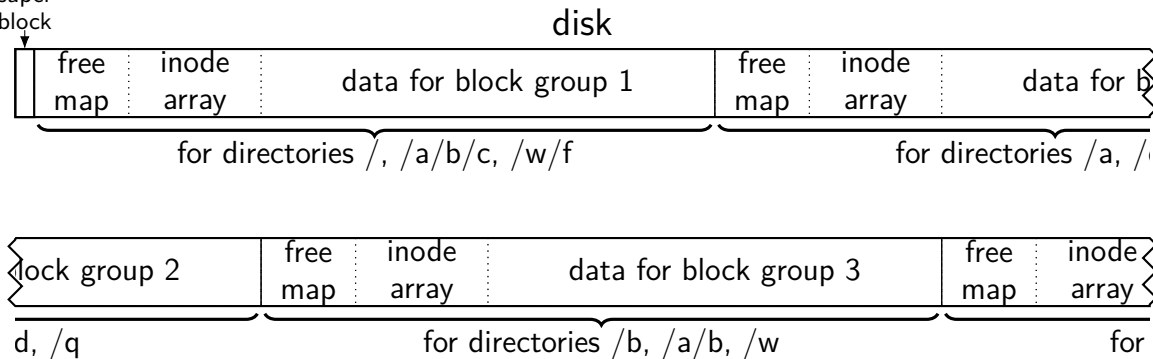 block
disk
free map inode array data for block group 1 free map inode array data for b
for directories /, /a/b/c, /w/f for directories /a, /
lock group 2 free map inode array data for block group 3 free map inode array
d, /q for directories /b, /a/b, /w for